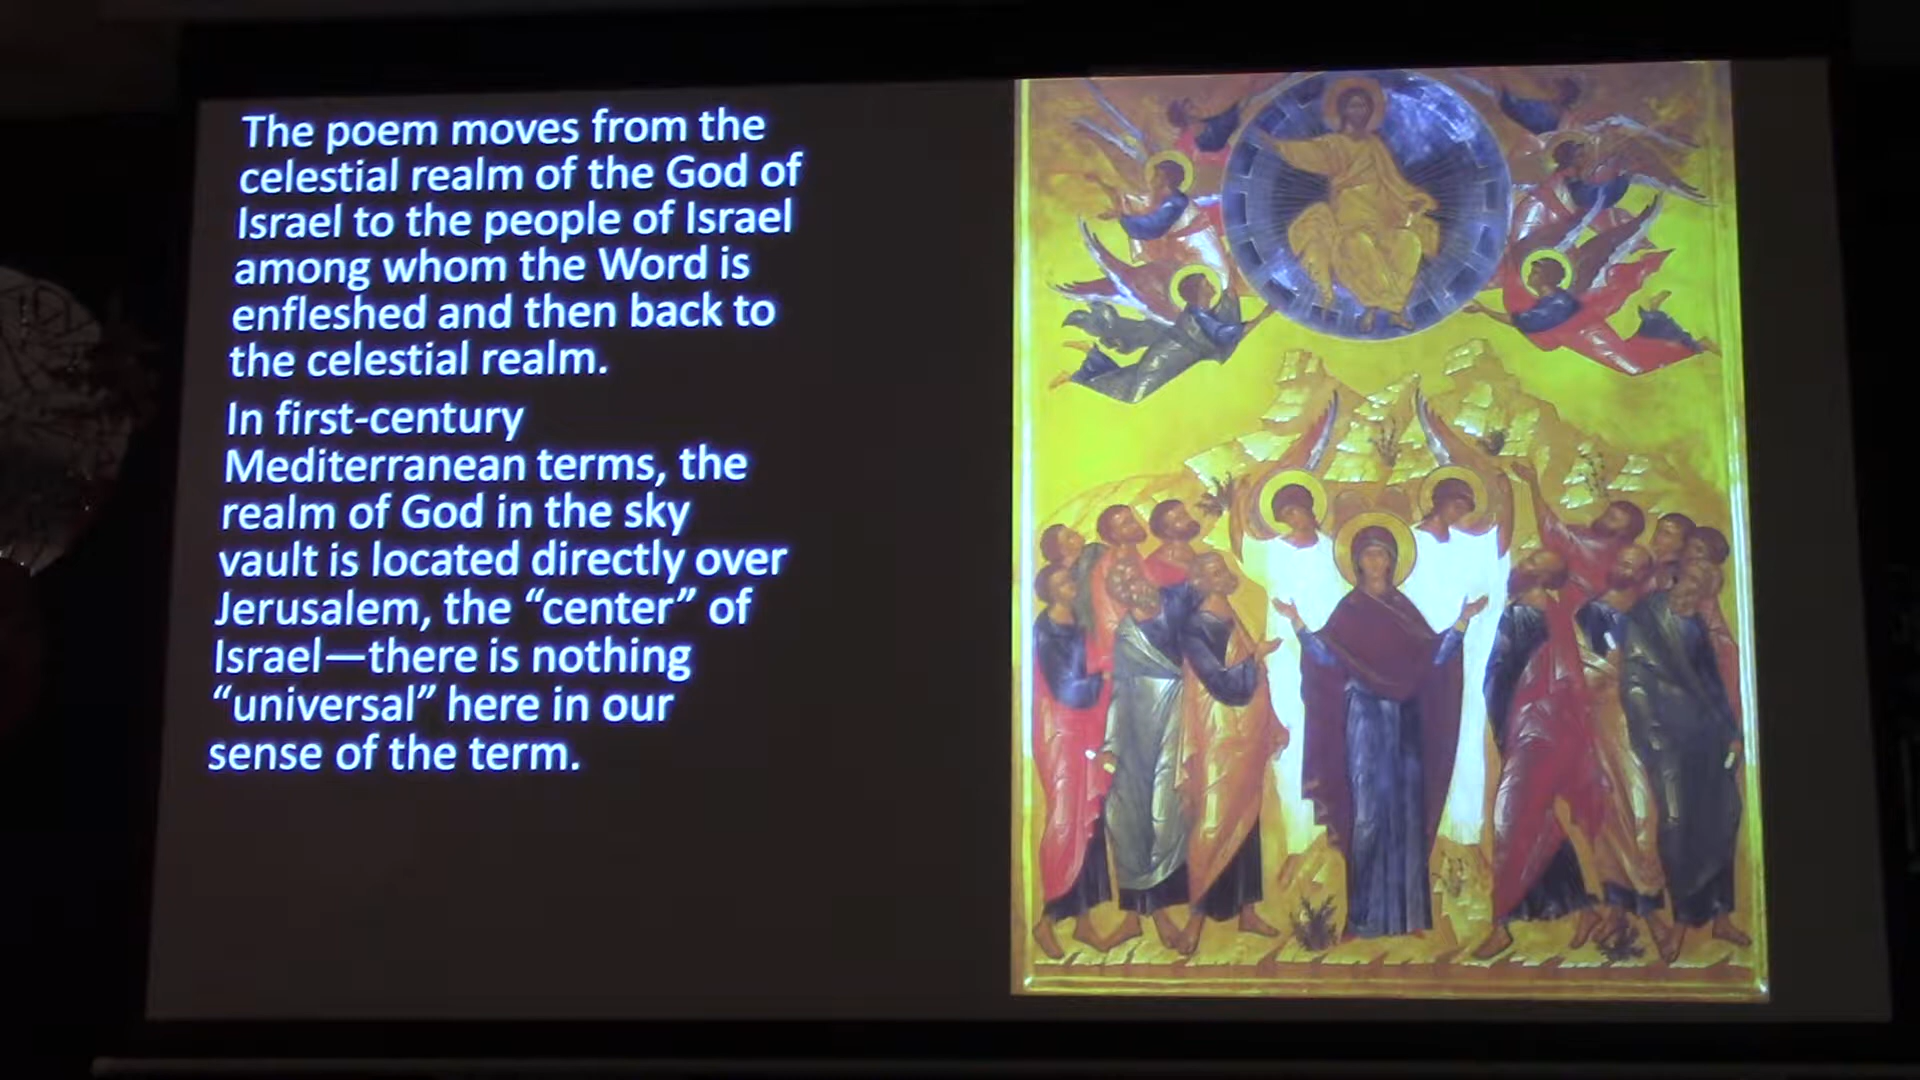 The poem moves from the
celestial realm of the God of
Israel to the people of Israel
among whom the Word is
enfleshed and then back to
the celestial realm.
In first-century
Mediterranean terms, the
realm of God in the sky
vault is located directly over
Jerusalem, the “center” of
Israel—there is nothing
“universal” here in our
sense of the term.